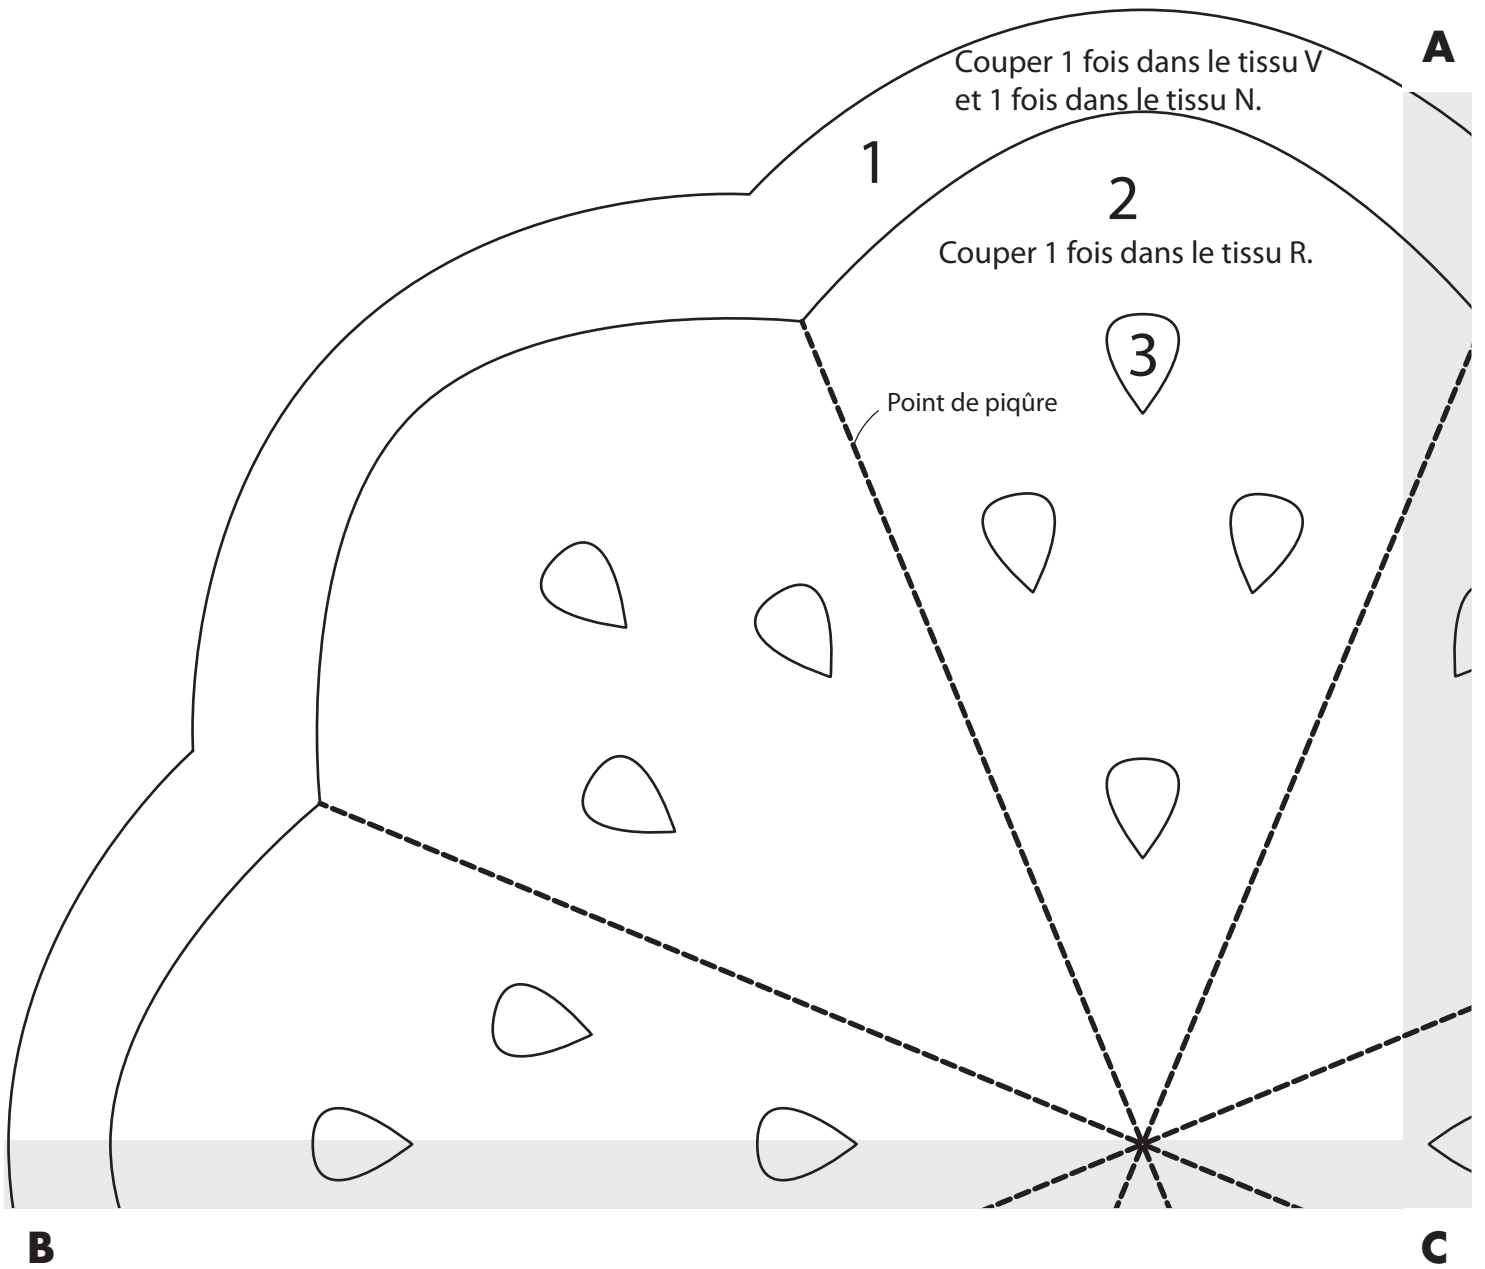 A
Couper 1 fois dans le tissu V
et 1 fois dans le tissu N.
1
2
Couper 1 fois dans le tissu R.
3
Point de piqûre
B
C